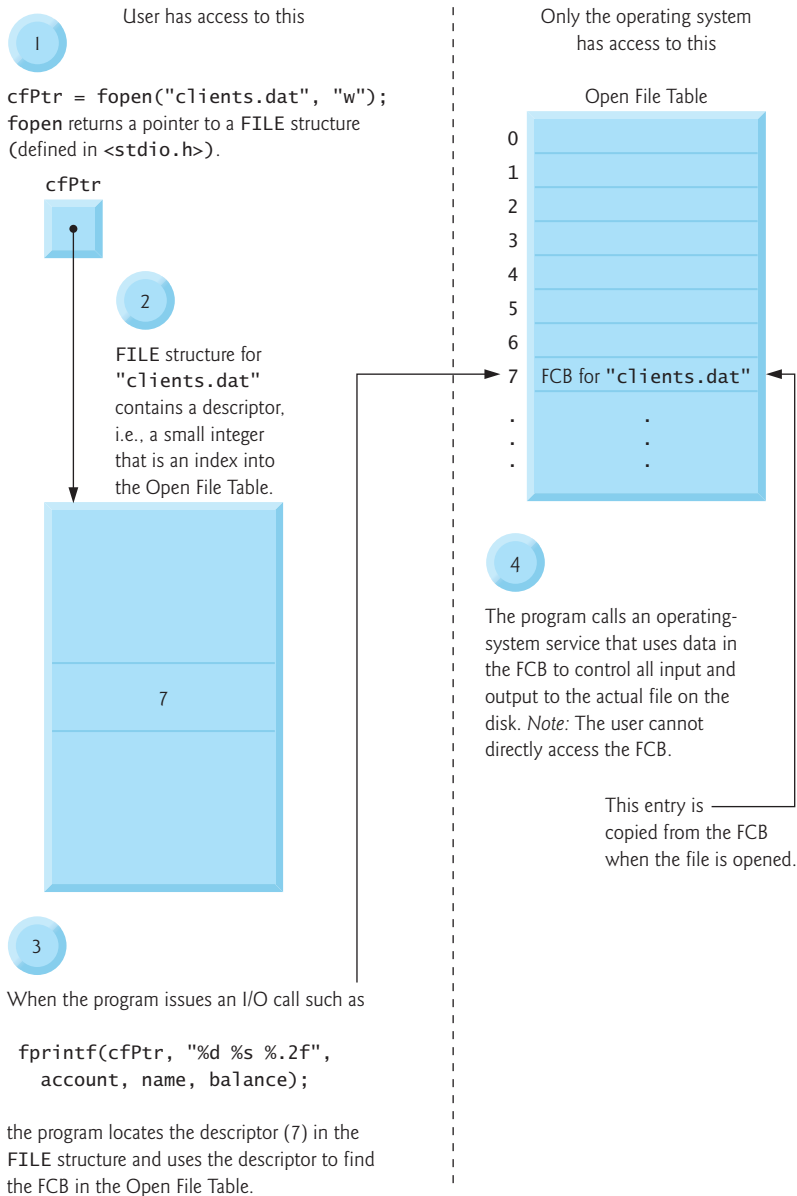 User has access to this
1
cfPtr = fopen("clients.dat", "w");
fopen returns a pointer to a FILE structure
(defined in <stdio.h>).
cfPtr
2
FILE structure for
"clients.dat"
contains a descriptor,
i.e., a small integer
that is an index into
the Open File Table.
7
3
When the program issues an I/O call such as
fprintf(cfPtr, "%d %s %.2f",
account, name, balance);
the program locates the descriptor (7) in the
FILE structure and uses the descriptor to find
the FCB in the Open File Table.
Only the operating system
has access to this
Open File Table
0
1
2
3
4
5
6
7 FCB for "clients.dat"
. .
. .
. .
4
The program calls an operating-
system service that uses data in
the FCB to control all input and
output to the actual file on the
disk. Note: The user cannot
directly access the FCB.
This entry is
copied from the FCB
when the file is opened.